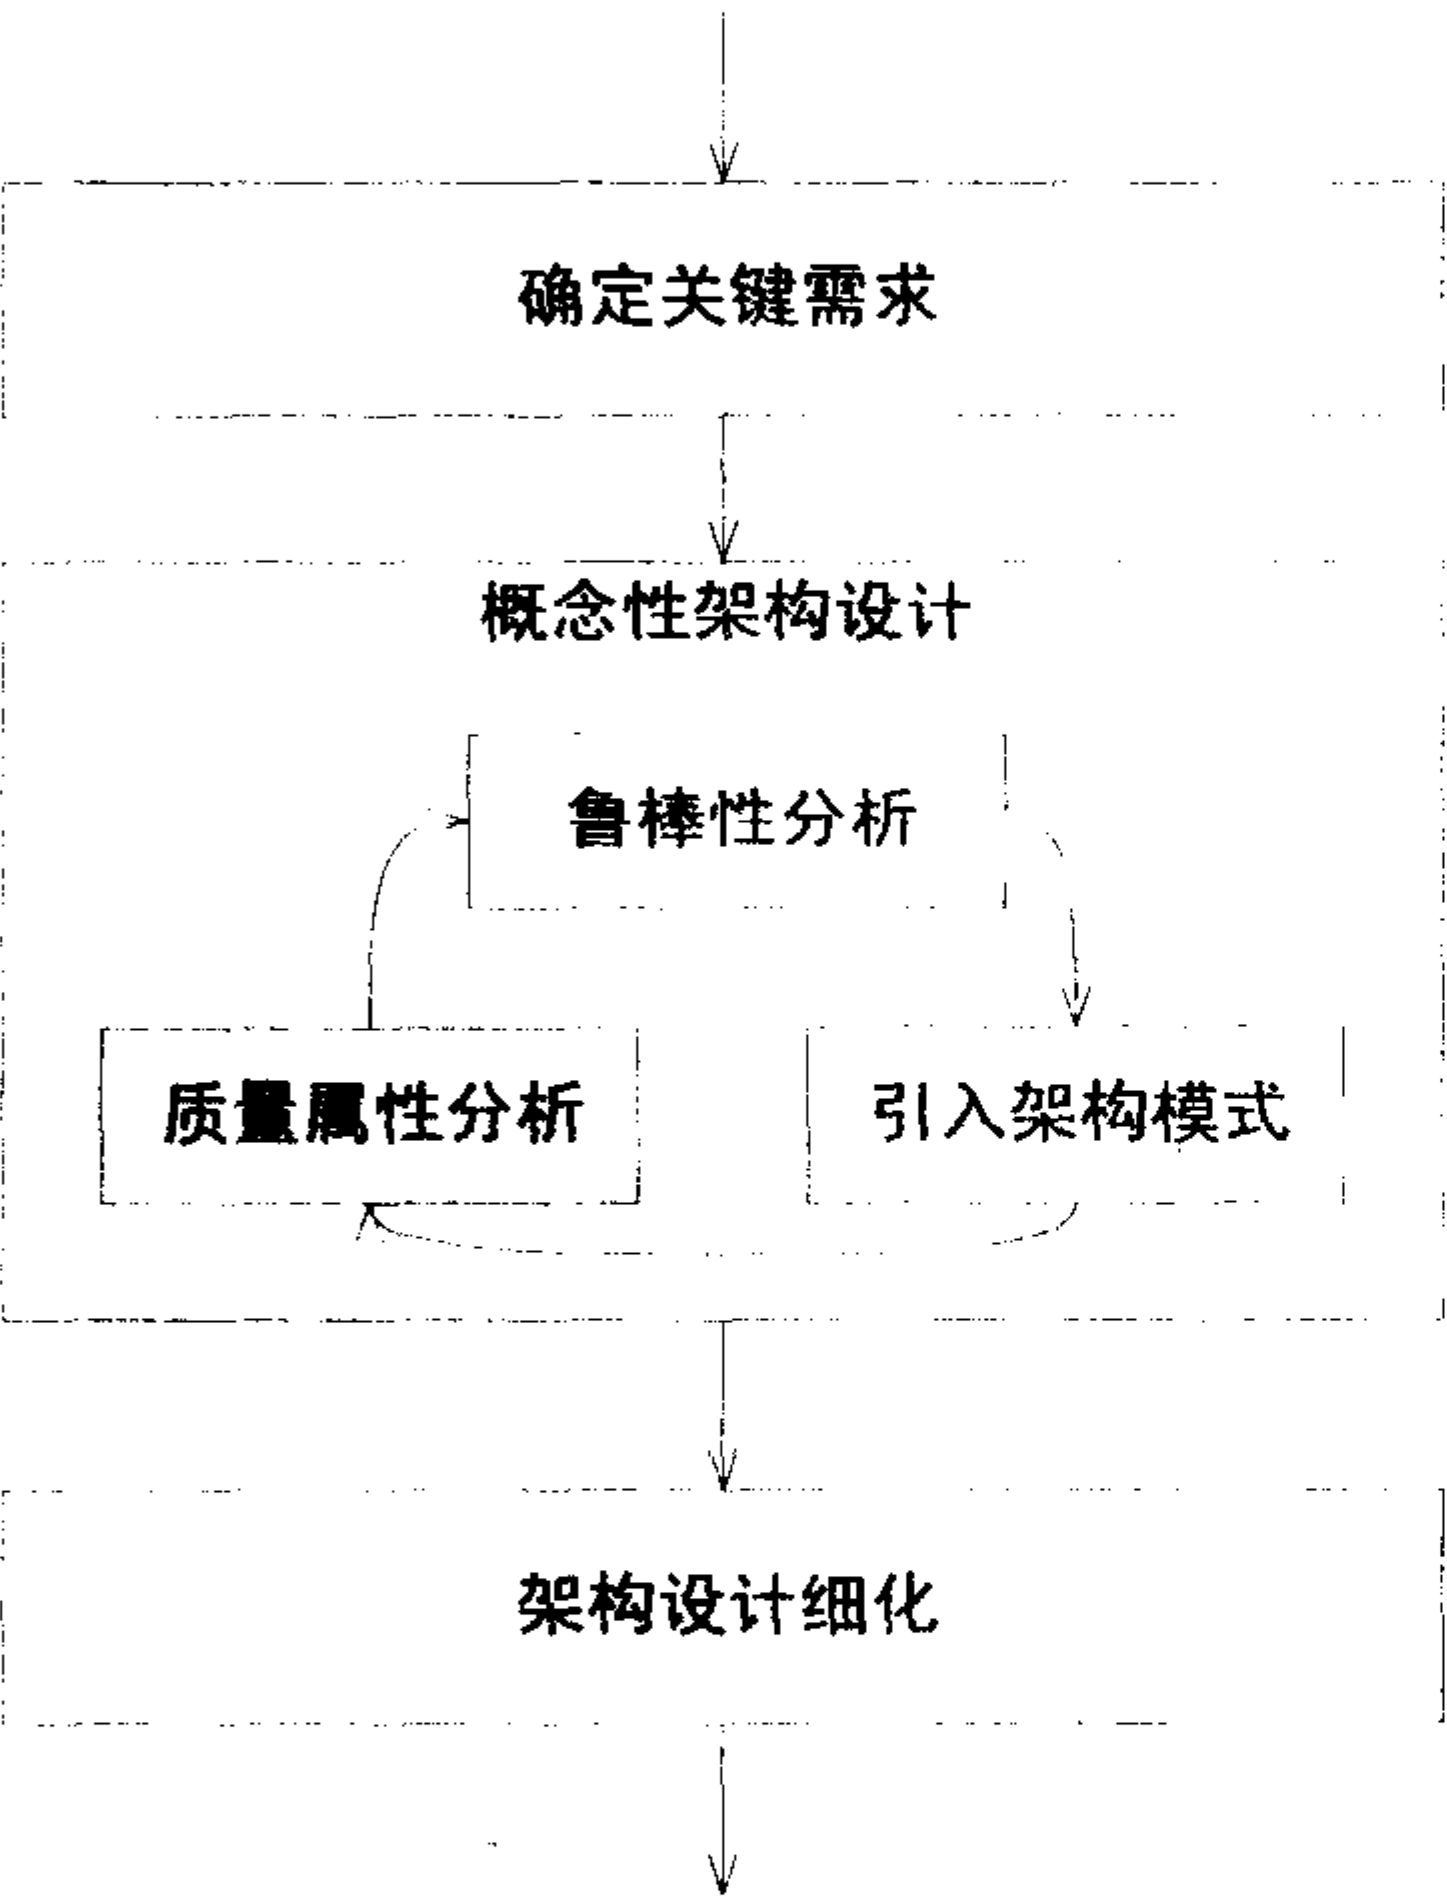 确定关键需求
概念性架构设计
鲁棒性分析
质量属性分析
引入架构模式
架构设计细化